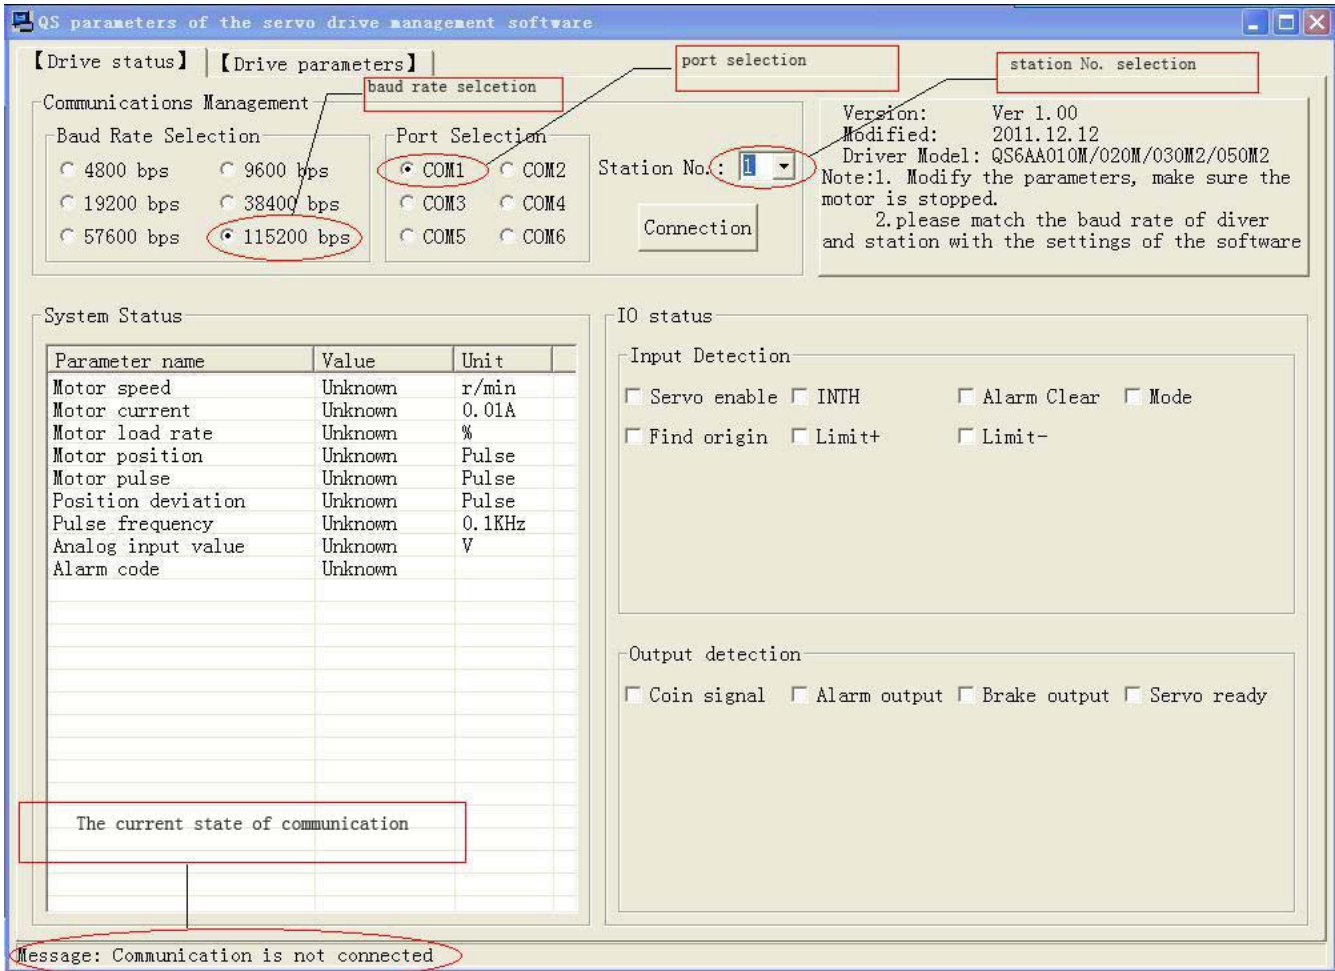 QS parameters of the servo drive management software
【Drive status】 【Drive parameters】
port selection
station No. selection
baud rate selcetion
Communications Management
Baud Rate Selection
4800 bps 9600 bps
19200 bps 38400 bps
57600 bps 115200 bps
Port Selection
COM1 COM2
COM3 COM4
COM5 COM6
Station No.: 1
Connection
Version: Ver 1.00
Modified: 2011.12.12
Driver Model: QS6AA010M/020M/030M2/050M2
Note:1. Modify the parameters, make sure the
motor is stopped.
2.please match the baud rate of diver
and station with the settings of the software
System Status
Parameter name Value Unit
Motor speed Unknown r/min
Motor current Unknown 0.01A
Motor load rate Unknown %
Motor position Unknown Pulse
Motor pulse Unknown Pulse
Position deviation Unknown Pulse
Pulse frequency Unknown 0.1KHz
Analog input value Unknown V
Alarm code Unknown
The current state of communication
IO status
Input Detection
Servo enable INTH Alarm Clear Mode
Find origin Limit+ Limit-
Output detection
Coin signal Alarm output Brake output Servo ready
Message: Communication is not connected